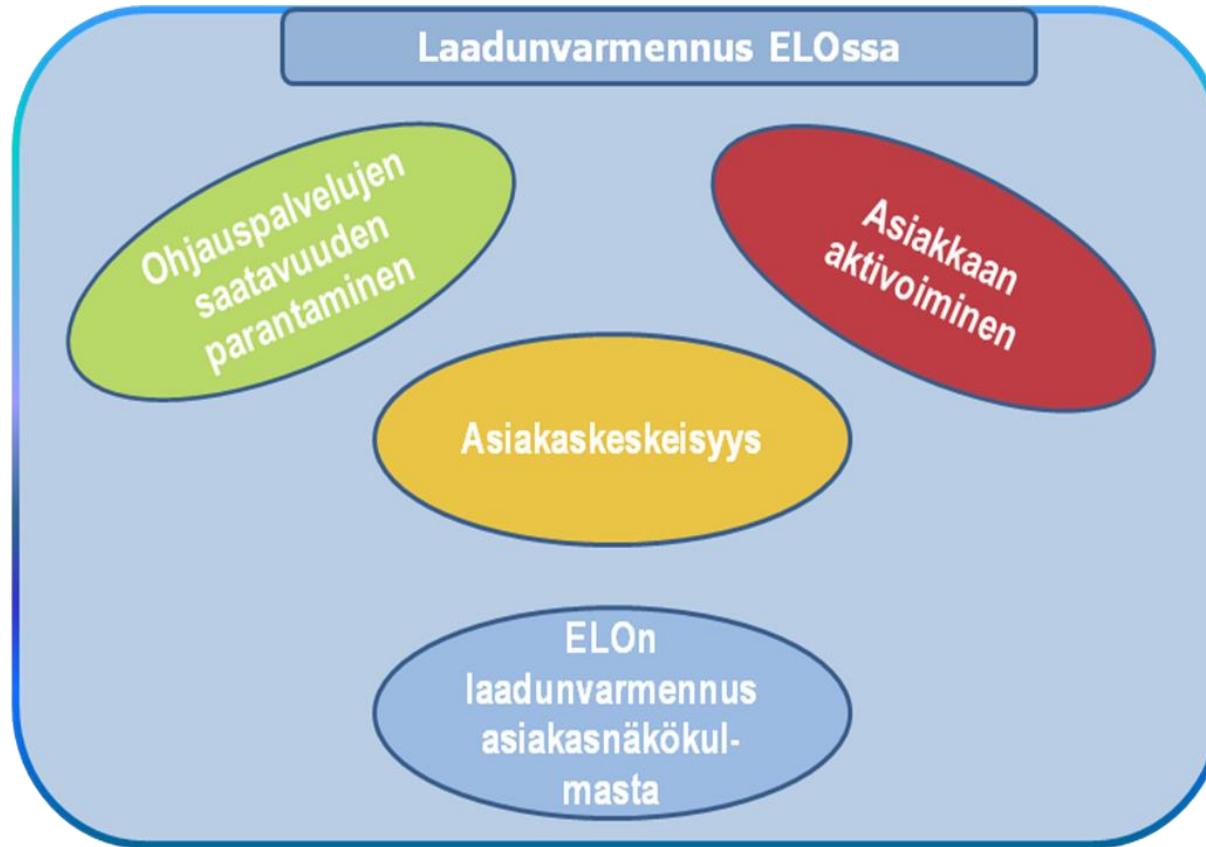 Laadunvarmennus ELOssa
Ohjauspalvelujen
saatavuuden
parantaminen
Asiakkaan
aktivoiminen
Asiakaskeskeisyys
ELOn
laadunvarmennus
asiakasnäkökul-
masta